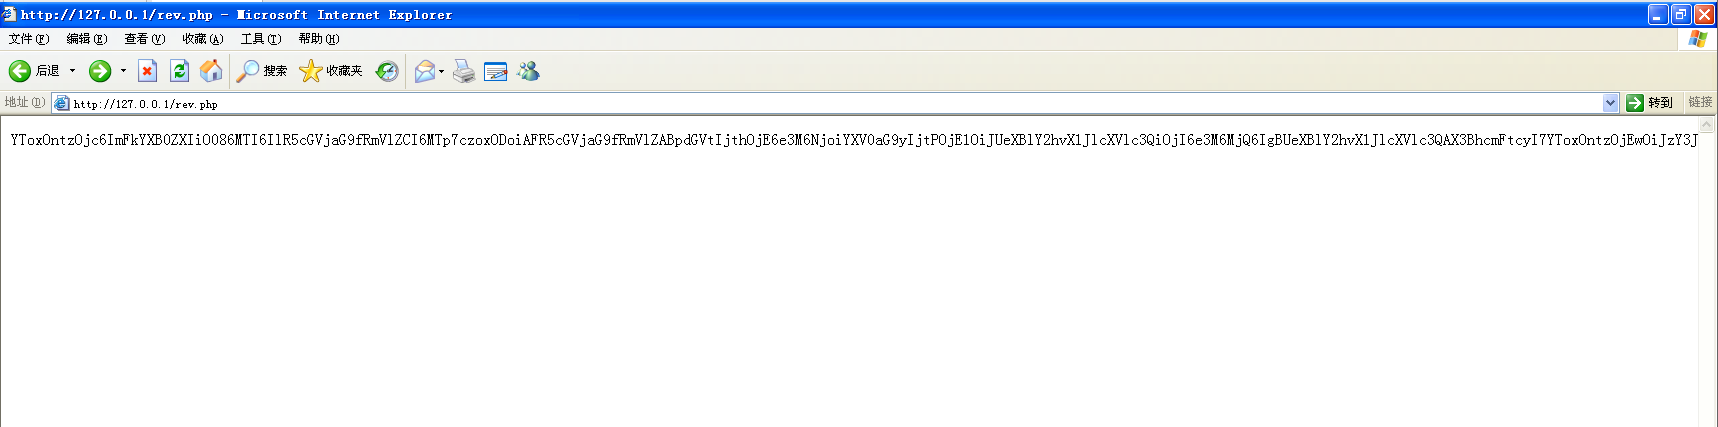 http://127.0.0.1/rev.php - Microsoft Internet Explorer
文件(F) 编辑(E) 查看(V) 收藏(A) 工具(T) 帮助(H)
后退 搜索 收藏夹
地址(D) http://127.0.0.1/rev.php 转到 链接
YToxOntzOjc6ImFkYXB0ZXIiO086MTI6IlR5cGVjaG9fRmVlZCI6MTp7czoxODoiAFR5cGVjaG9fRmVlZABpdGVtIjthOjE6e3M6NjoiYXV0aG9yIjtPOjE1OiJUeXBlY2hvX1JlcXVlc3QiOjI6e3M6MjQ6IgBUeXBlY2hvX1JlcXVlc3QAX3BhcmFtcyI7YToxOntzOjEwOiJzY3J